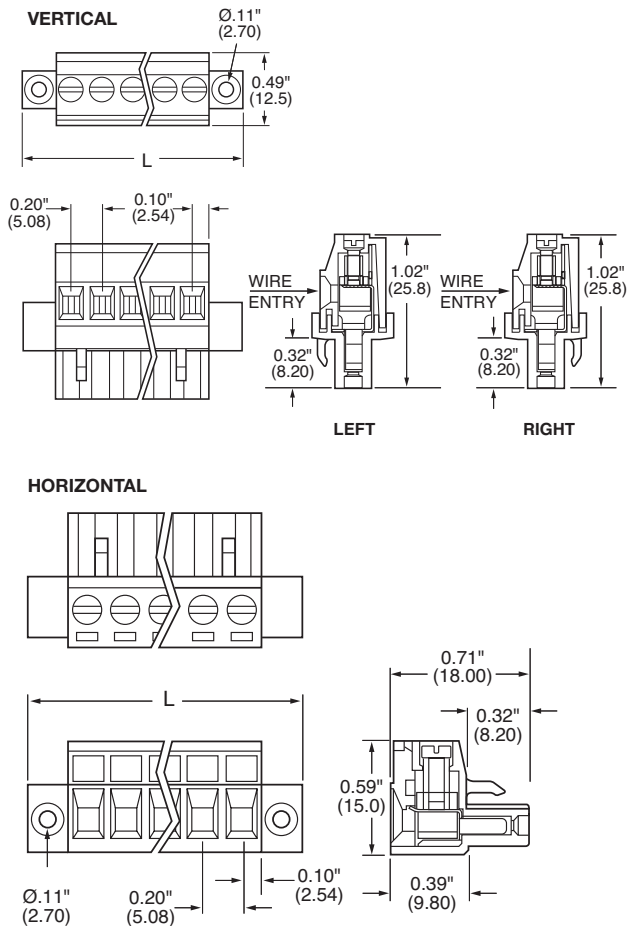 VERTICAL
Ø.11"
(2.70)
0.49"
(12.5)
L
0.20"
(5.08)
0.10"
(2.54)
WIRE
ENTRY
1.02"
(25.8)
0.32"
(8.20)
LEFT
WIRE
ENTRY
1.02"
(25.8)
0.32"
(8.20)
RIGHT
HORIZONTAL
L
Ø.11"
(2.70)
0.20"
(5.08)
0.10"
(2.54)
0.71"
(18.00)
0.32"
(8.20)
0.59"
(15.0)
0.39"
(9.80)